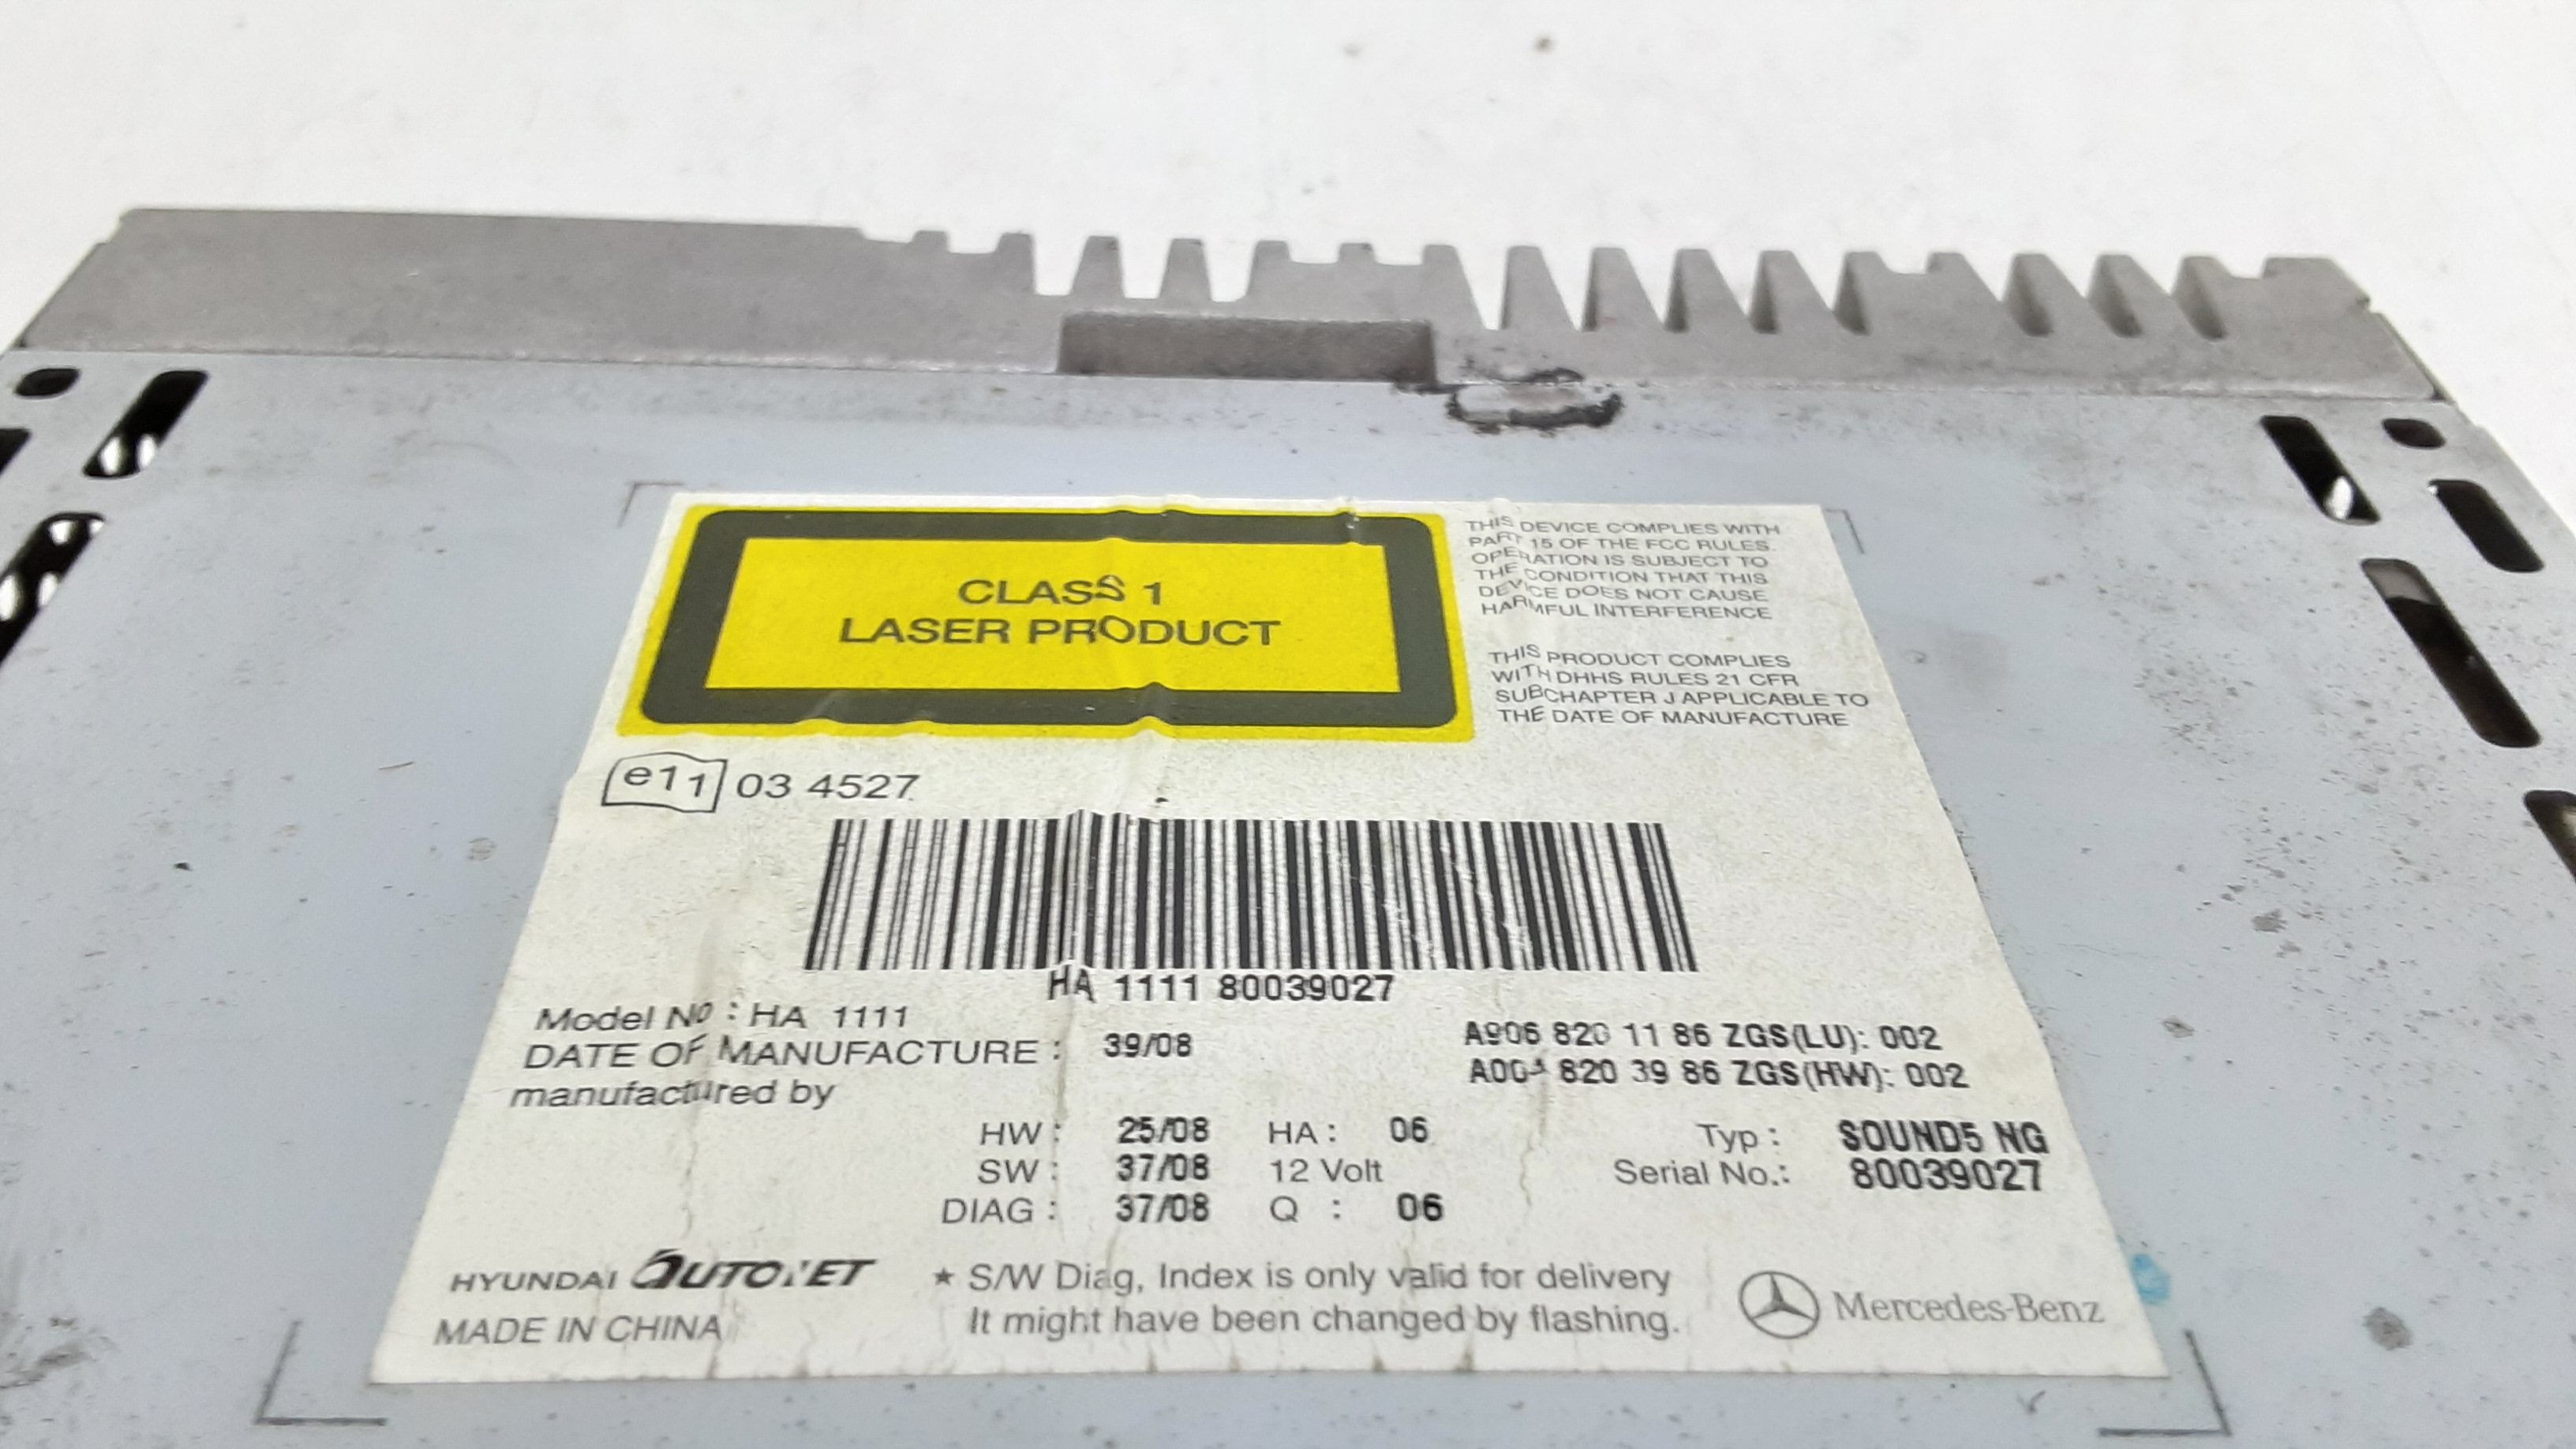 CLASS 1
LASER PRODUCT
THIS DEVICE COMPLIES WITH
PART 15 OF THE FCC RULES.
OPERATION IS SUBJECT TO
THE CONDITION THAT THIS
DEVICE DOES NOT CAUSE
HARMFUL INTERFERENCE
THIS PRODUCT COMPLIES
WITH DHHS RULES 21 CFR
SUBCHAPTER J APPLICABLE TO
THE DATE OF MANUFACTURE
e11 03 4527
HA 1111 80039027
Model No : HA 1111
DATE OF MANUFACTURE : 39/08
manufactured by
A906 820 11 86 ZGS(LU): 002
820 39 86 ZGS(HW): 002
HW : 25/08 HA : 06
SW : 37/08 12 Volt
DIAG : 37/08 Q : 06
Typ : SOUND5 NG
Serial No.: 80039027
HYUNDAI AUTONET
MADE IN CHINA
* S/W Diag, Index is only valid for delivery
It might have been changed by flashing.
Mercedes-Benz